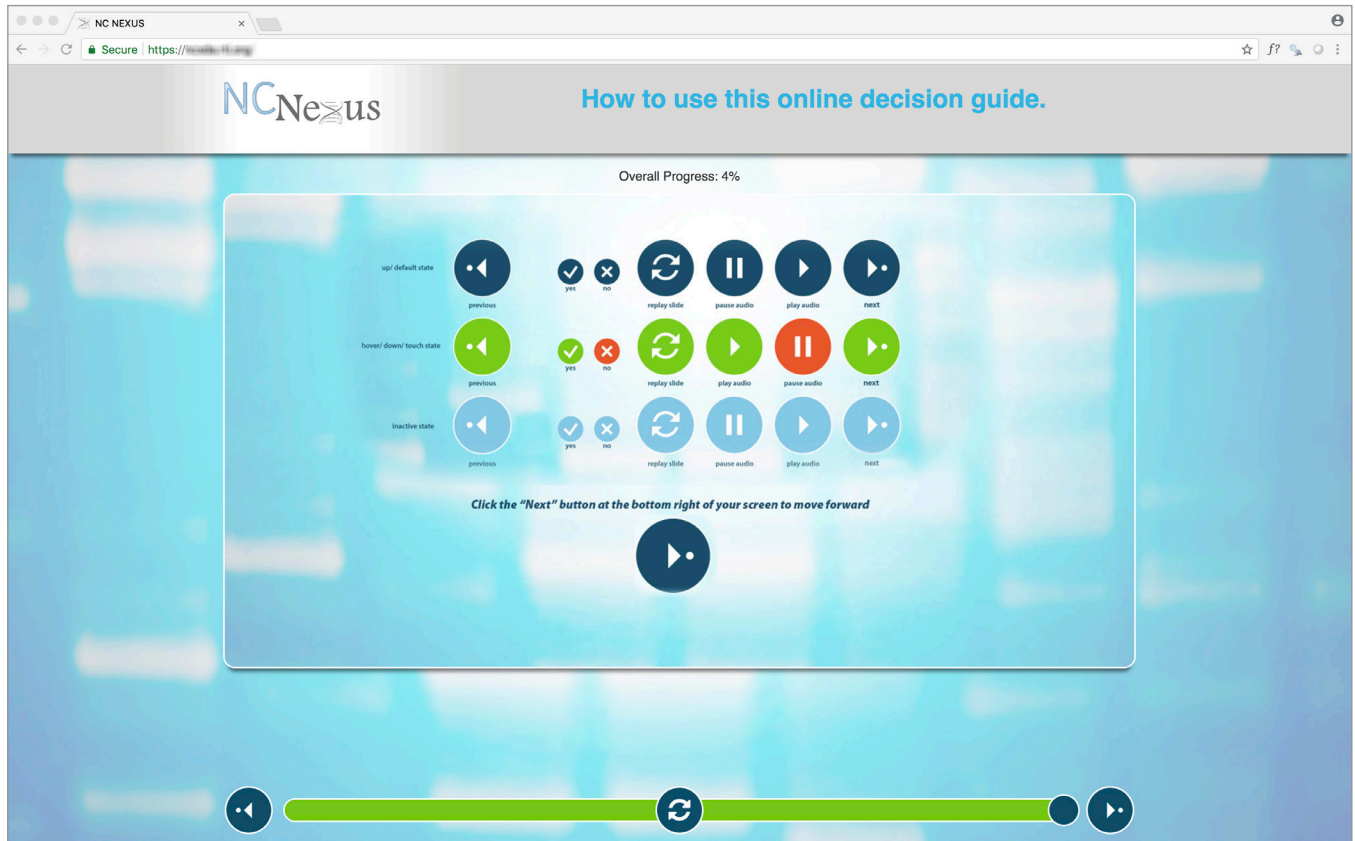 NC NEXUS
Secure https://
f?
NCNexus
How to use this online decision guide.
Overall Progress: 4%
up/ default state
previous
yes
no
replay slide
pause audio
play audio
next
hover/ down/ touch state
previous
yes
no
replay slide
play audio
pause audio
next
inactive state
previous
yes
no
replay slide
pause audio
play audio
next
Click the “Next” button at the bottom right of your screen to move forward